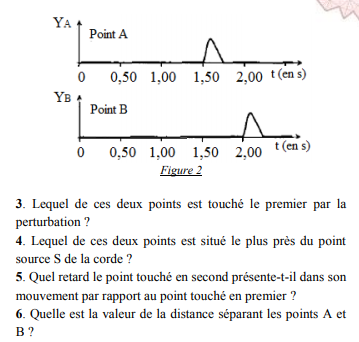 YA
Point A
0 0,50 1,00 1,50 2,00 t (en s)
YB
Point B
0 0,50 1,00 1,50 2,00 t (en s)
Figure 2
3. Lequel de ces deux points est touché le premier par la
perturbation ?
4. Lequel de ces deux points est situé le plus près du point
source S de la corde ?
5. Quel retard le point touché en second présente-t-il dans son
mouvement par rapport au point touché en premier ?
6. Quelle est la valeur de la distance séparant les points A et
B ?